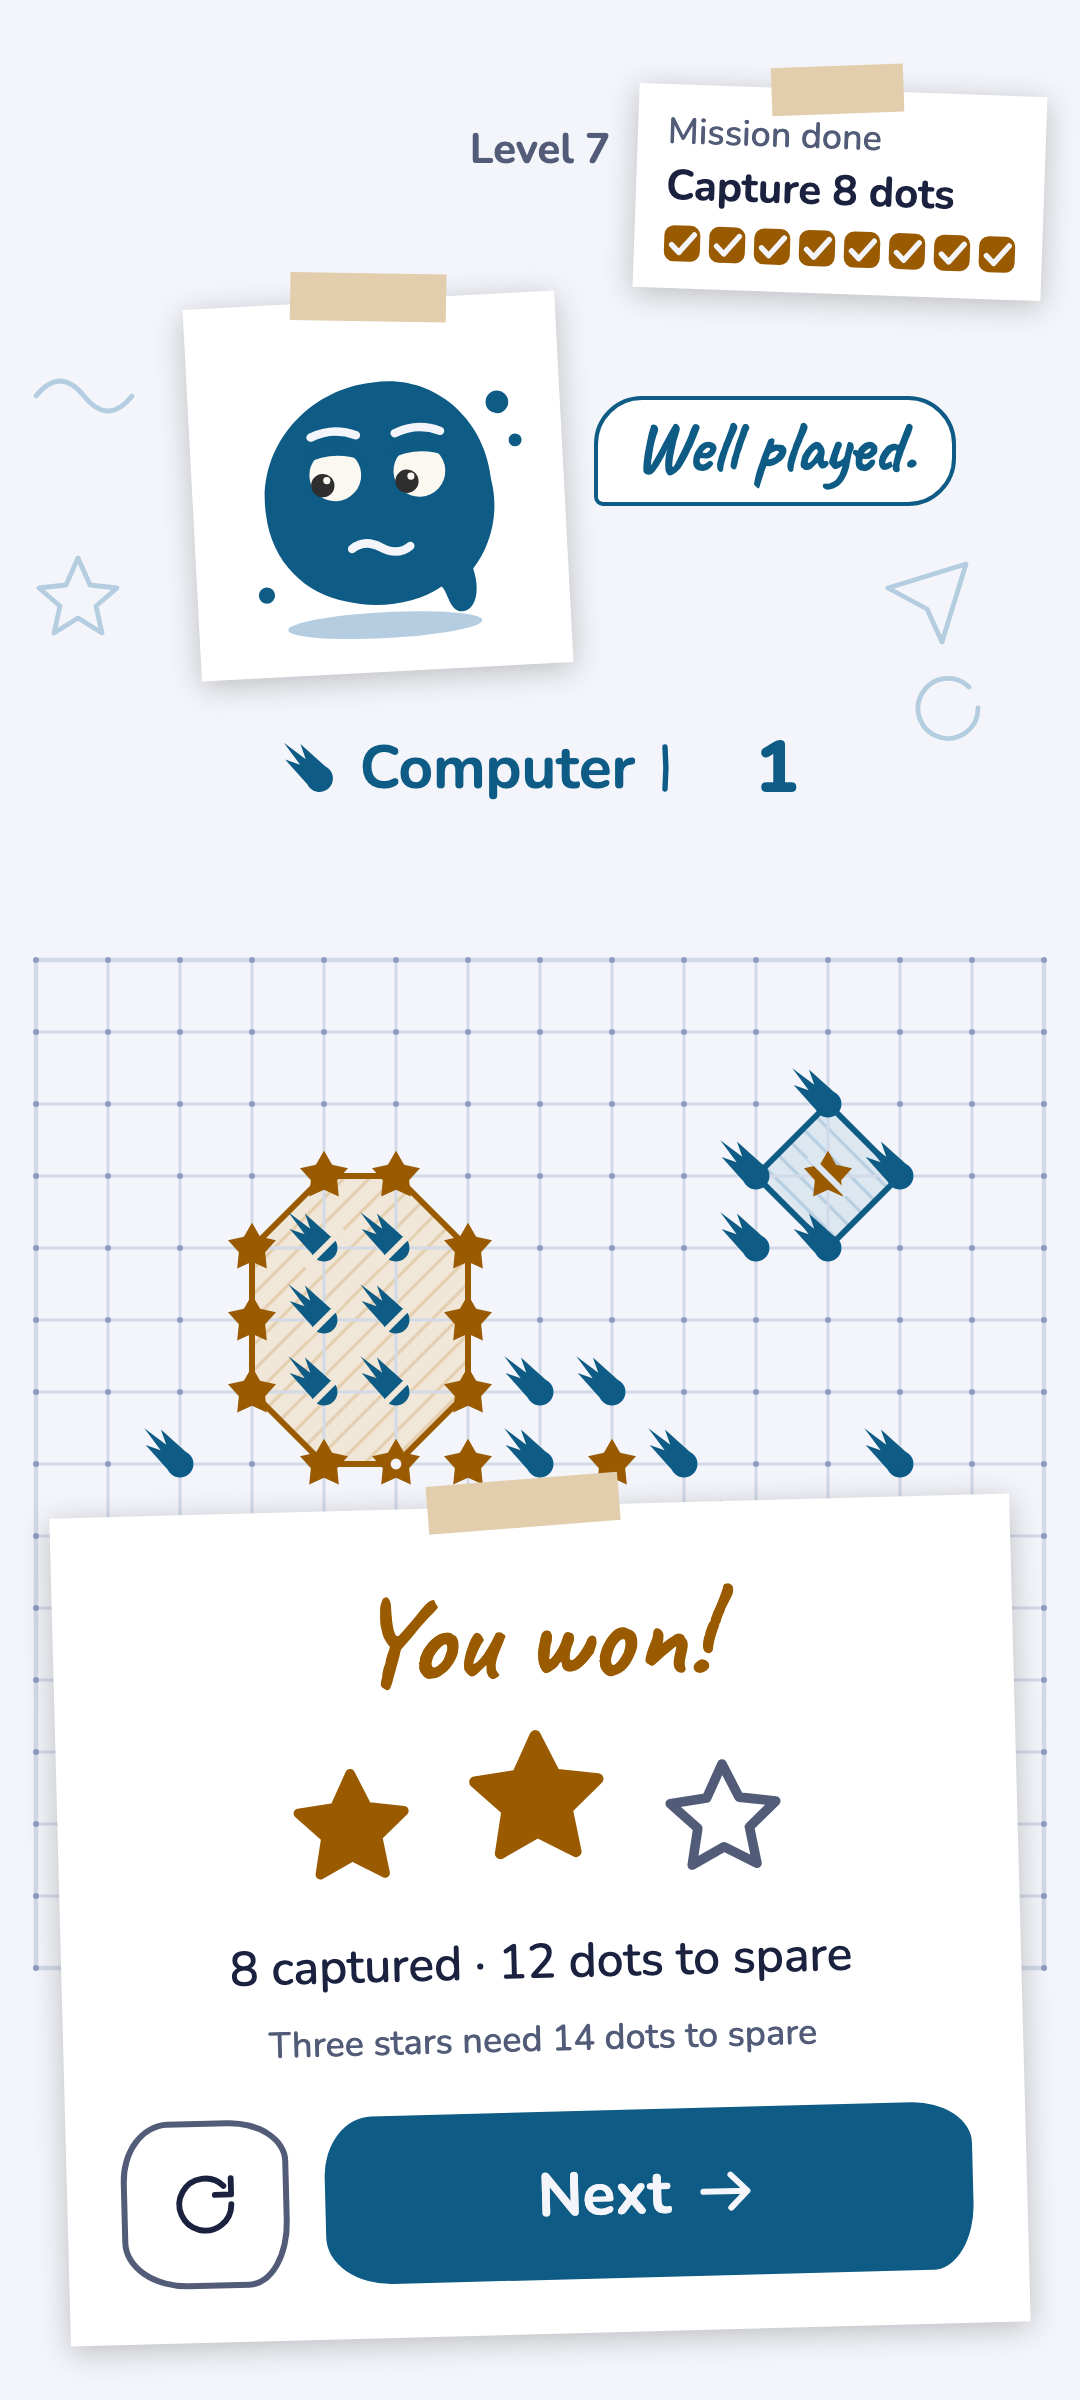 Level 7
Mission done
Capture 8 dots
Well played.
Computer 1
You won!
8 captured · 12 dots to spare
Three stars need 14 dots to spare
Next →